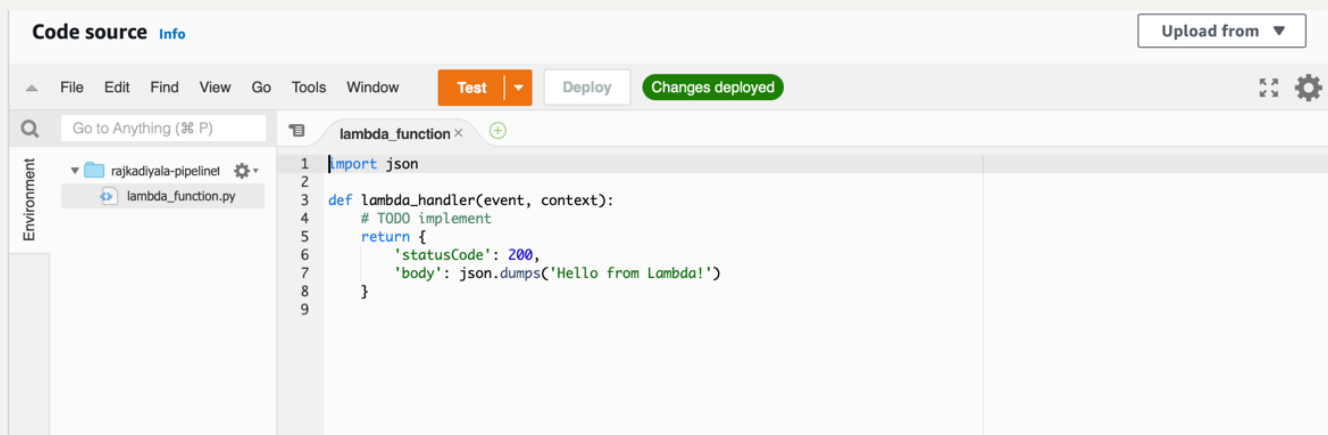 Code source Info
Upload from
File Edit Find View Go Tools Window Test Deploy Changes deployed
Go to Anything (⌘ P)
lambda_function
Environment
rajkadiyala-pipeline
lambda_function.py
1 import json
2
3 def lambda_handler(event, context):
4 # TODO implement
5 return {
6 'statusCode': 200,
7 'body': json.dumps('Hello from Lambda!')
8 }
9